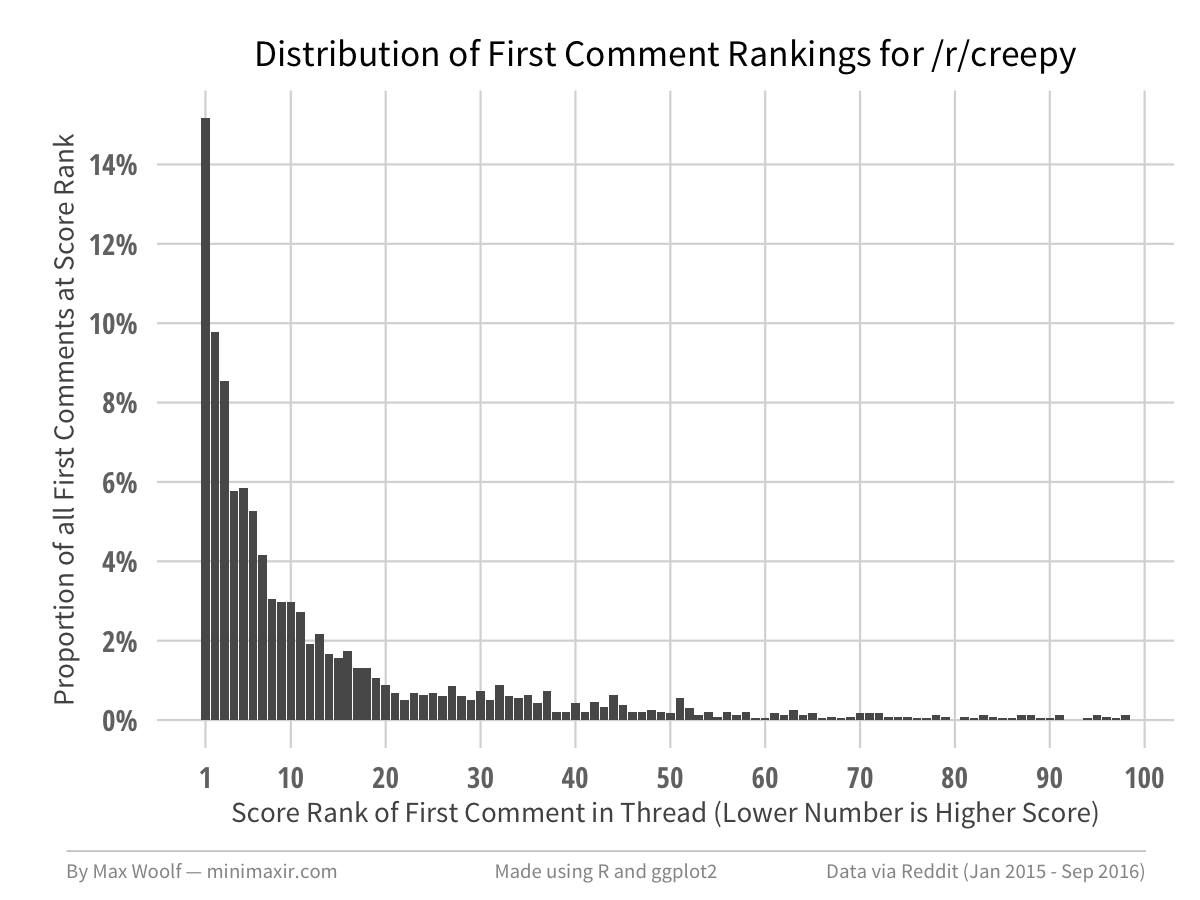 Distribution of First Comment Rankings for /r/creepy
Proportion of all First Comments at Score Rank
14%
12%
10%
8%
6%
4%
2%
0%
1 10 20 30 40 50 60 70 80 90 100
Score Rank of First Comment in Thread (Lower Number is Higher Score)
By Max Woolf — minimaxir.com Made using R and ggplot2 Data via Reddit (Jan 2015 - Sep 2016)